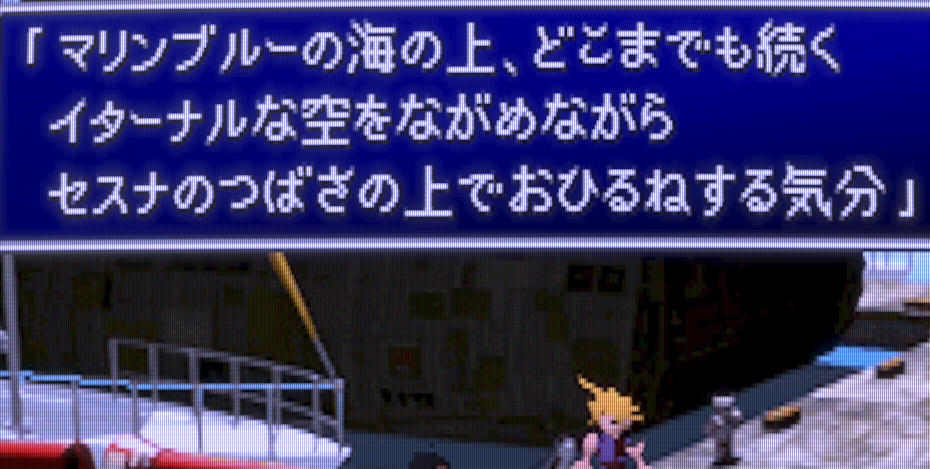 「マリンブルーの海の上、どこまでも続く
イターナルな空をながめながら
セスナのつばさの上でおひるねする気分」